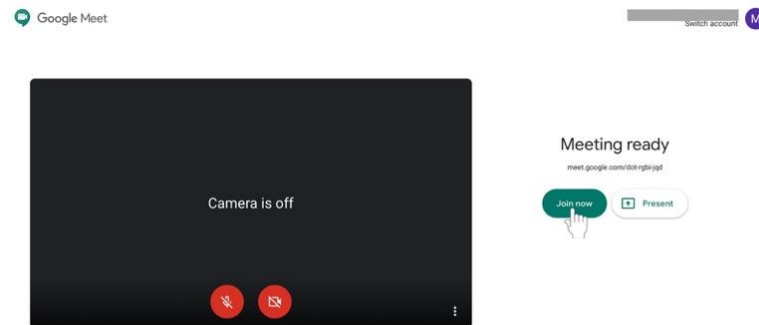 Google Meet
Switch account
M
Camera is off
Meeting ready
meet.google.com/dot-rgbi-jqd
Join now
Present